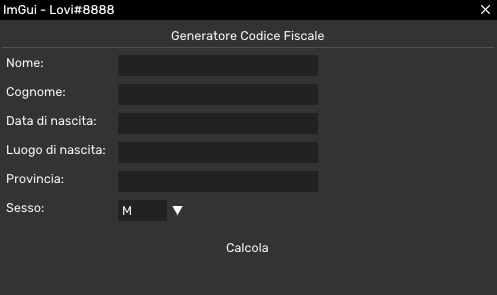 ImGui - Lovi#8888
Generatore Codice Fiscale
Nome:
Cognome:
Data di nascita:
Luogo di nascita:
Provincia:
Sesso: M
Calcola